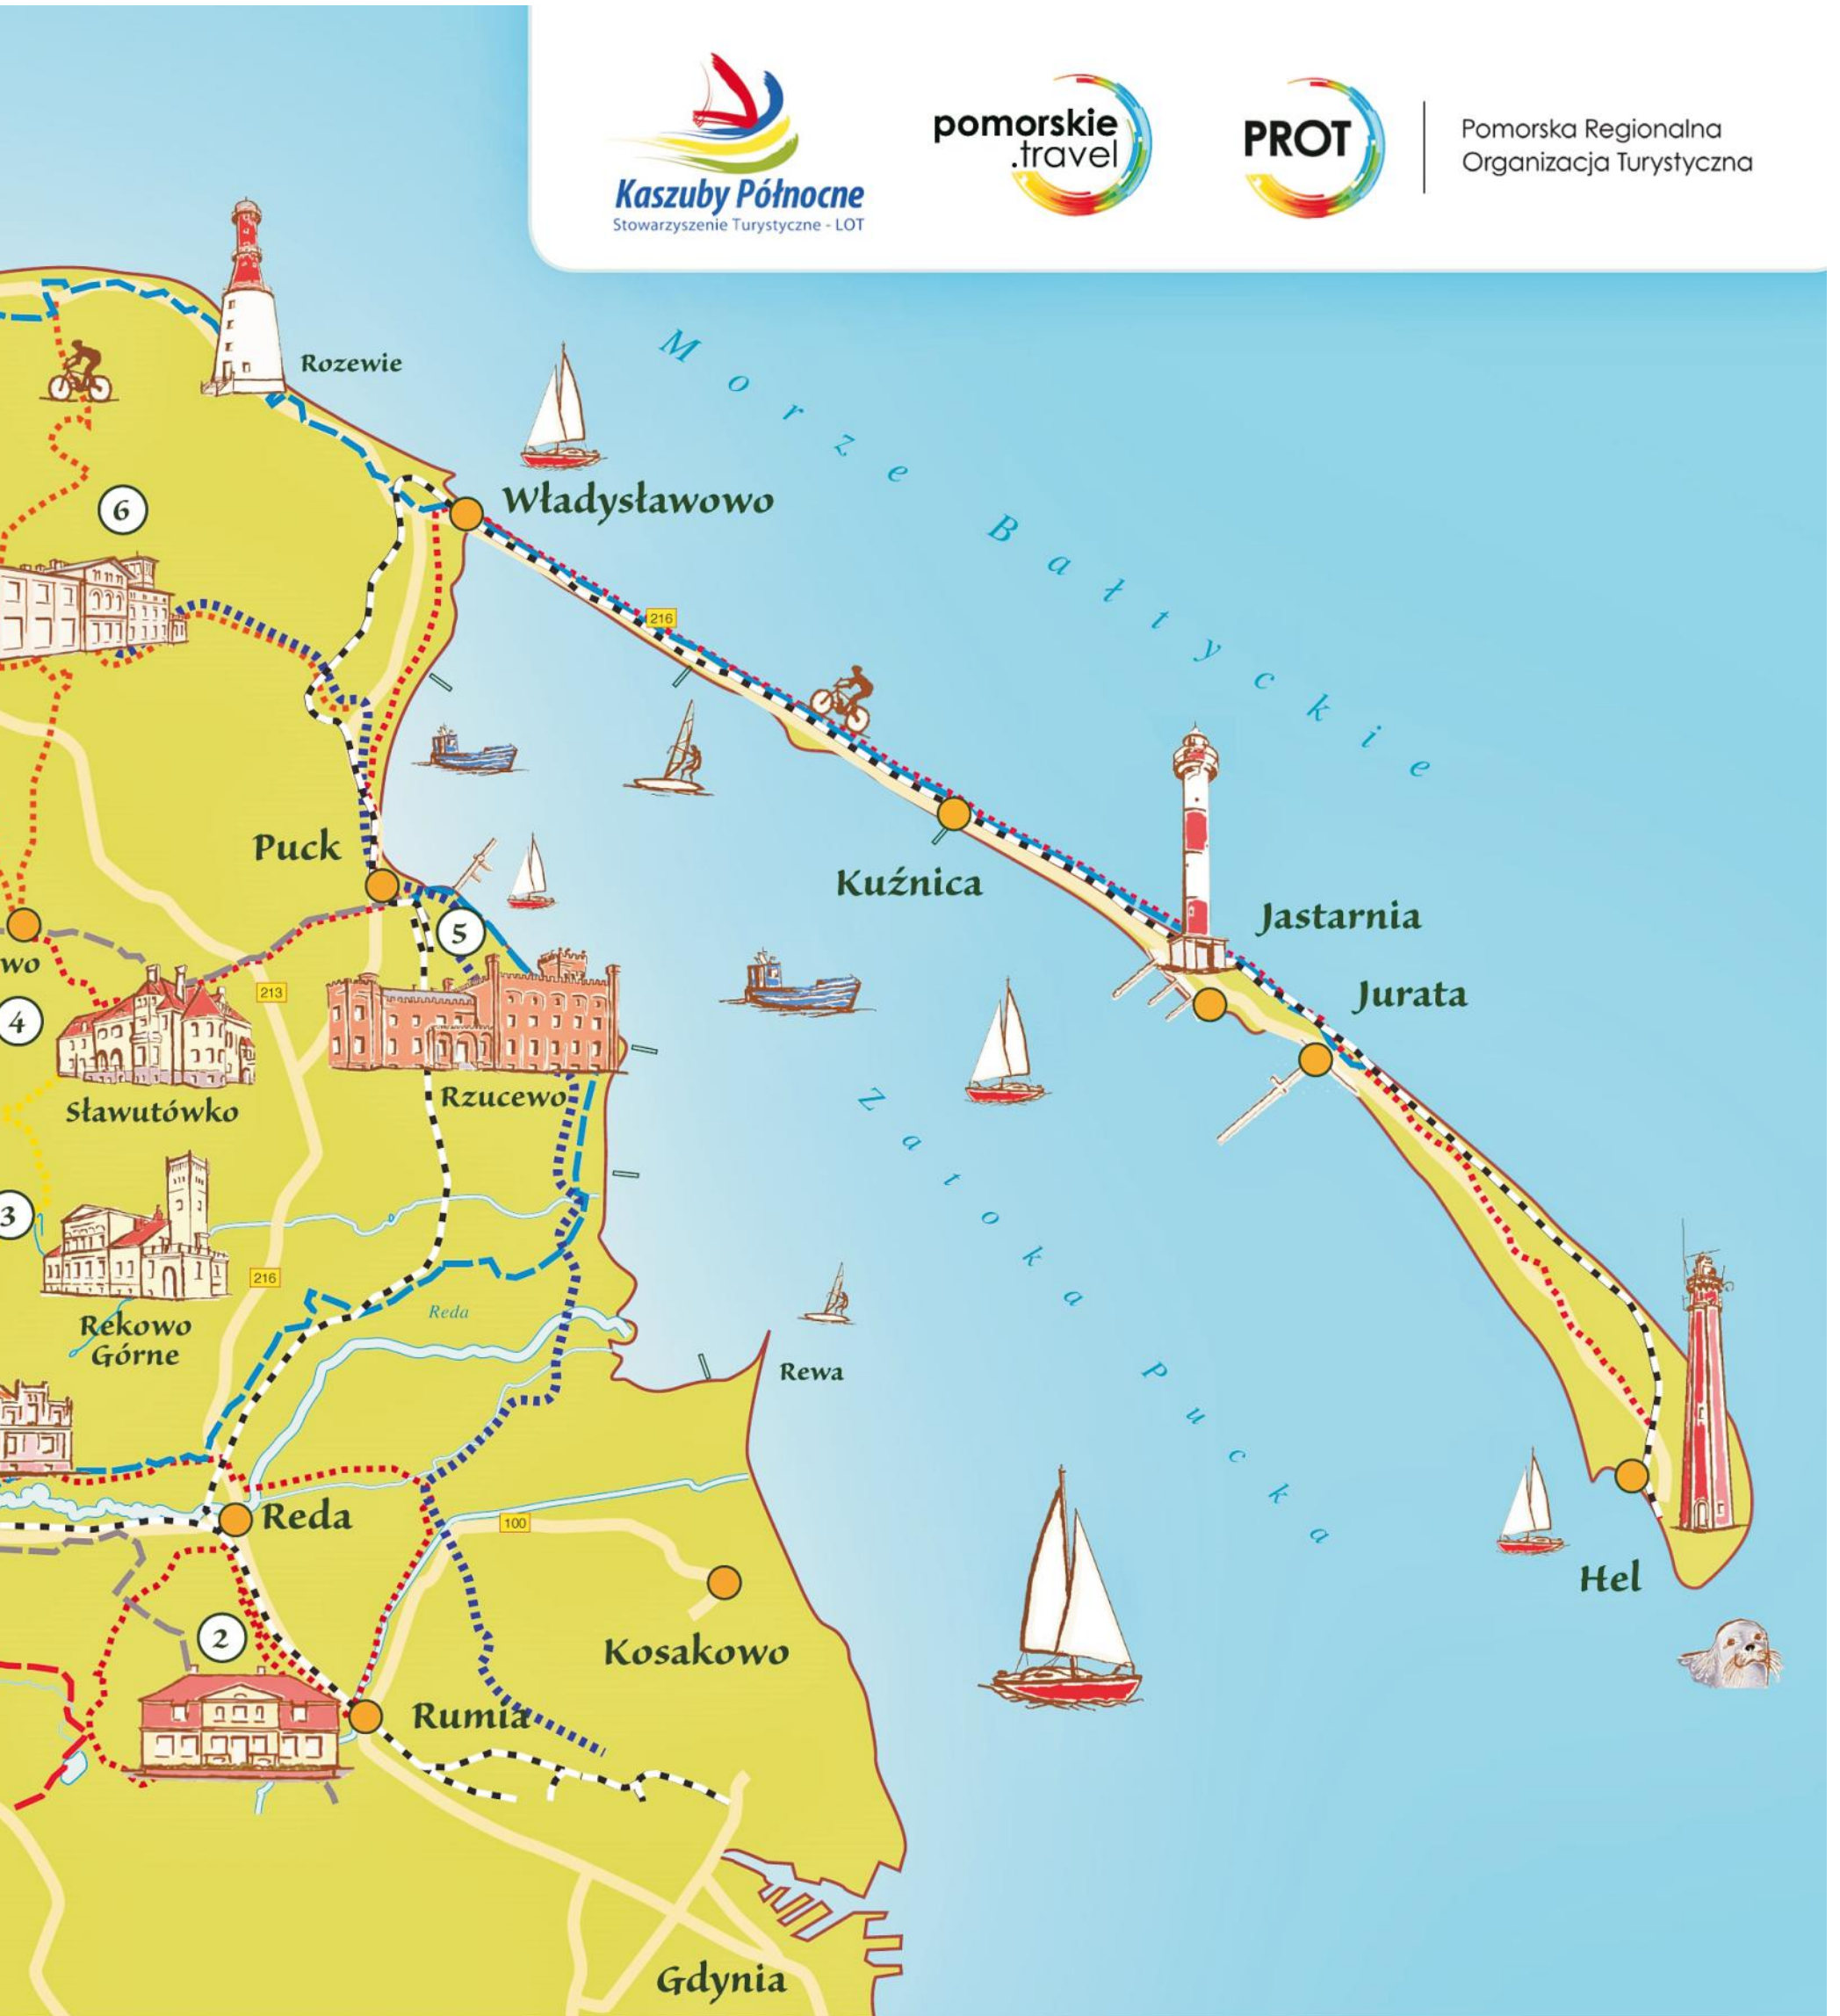 Kaszuby Północne
Stowarzyszenie Turystyczne - LOT
pomorskie
.travel
PROT
Pomorska Regionalna
Organizacja Turystyczna
Rozewie
Morze Bałtyckie
Władysławowo
6
216
Puck
Kuźnica
5
Jastarnia
wo
213
Jurata
4
Rzucewo
Sławutówko
Zatoka Pucka
3
216
Reda
Rekowo
Górne
Rewa
Reda
100
Hel
2
Kosakowo
Rumia
Gdynia